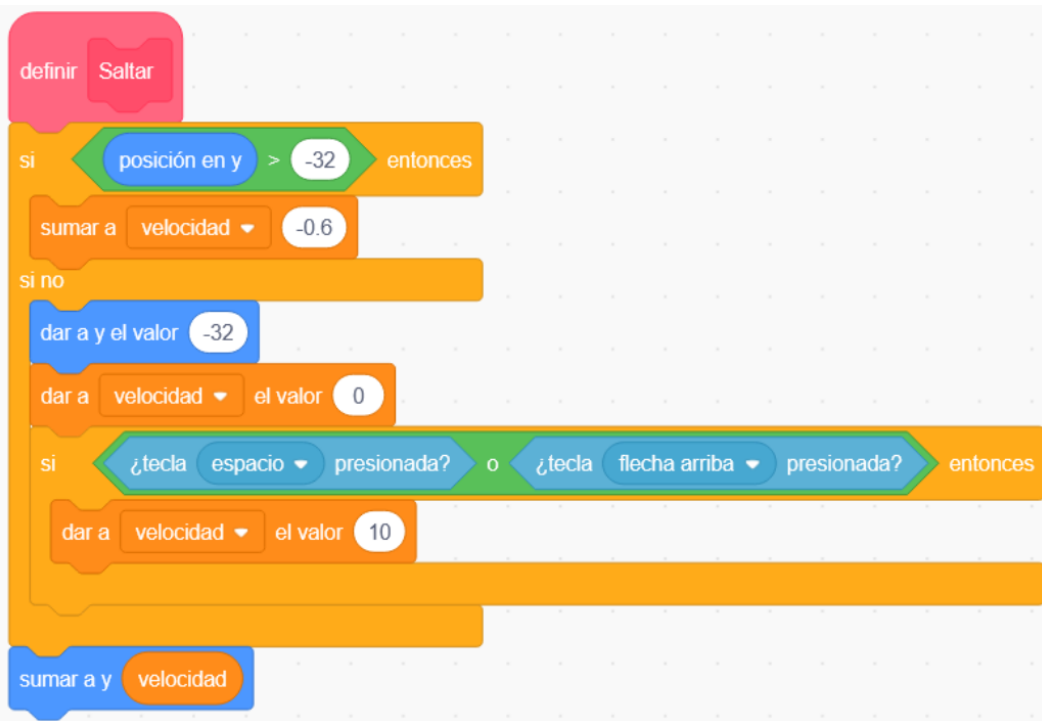 definir Saltar
si posición en y > -32 entonces
sumar a velocidad -0.6
si no
dar a y el valor -32
dar a velocidad el valor 0
si ¿tecla espacio presionada? o ¿tecla flecha arriba presionada? entonces
dar a velocidad el valor 10
sumar a y velocidad